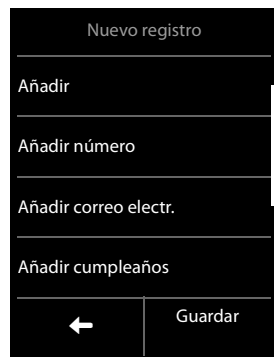 Nuevo registro
Añadir
Añadir número
Añadir correo electr.
Añadir cumpleaños
Guardar